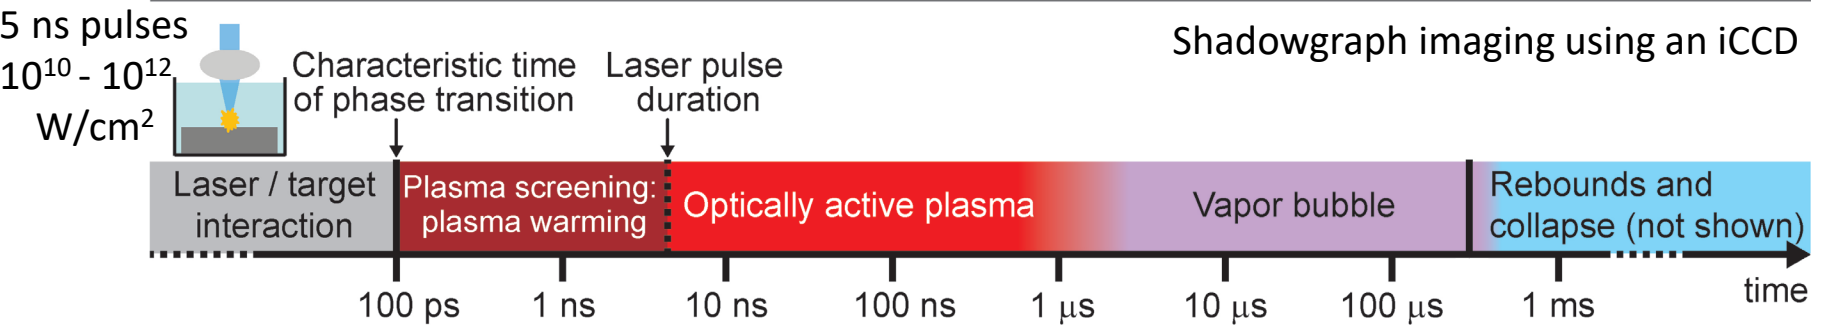 5 ns pulses
10¹⁰ - 10¹²
W/cm²
Shadowgraph imaging using an iCCD
Characteristic time
of phase transition
Laser pulse
duration
Laser / target
interaction
Plasma screening:
plasma warming
Optically active plasma
Vapor bubble
Rebounds and
collapse (not shown)
100 ps
1 ns
10 ns
100 ns
1 µs
10 µs
100 µs
1 ms
time